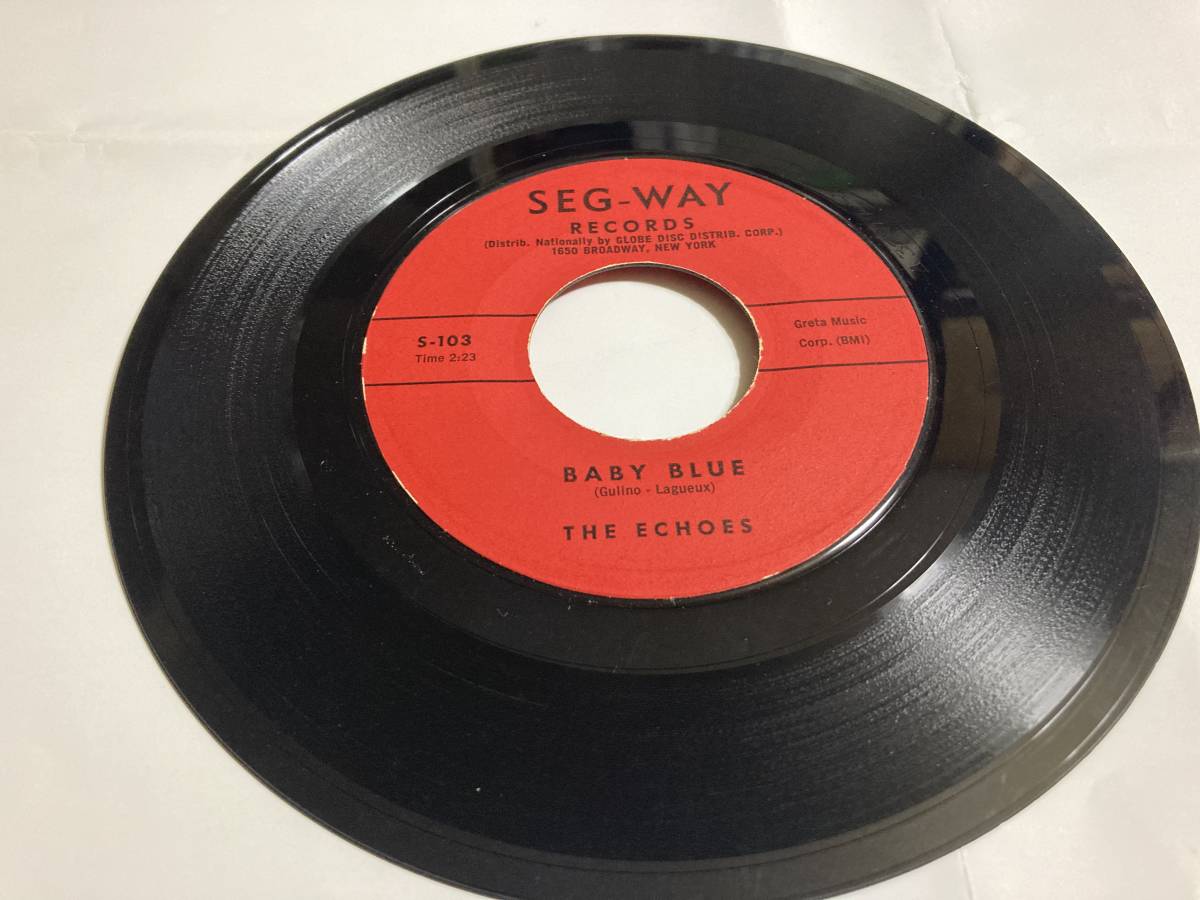 SEG-WAY
RECORDS
(Distrib. Nationally by GLOBE DISC DISTRIB. CORP.)
1650 BROADWAY, NEW YORK
S-103
Time 2:23
Greta Music
Corp. (BMI)
BABY BLUE
(Gulino - Lagueux)
THE ECHOES